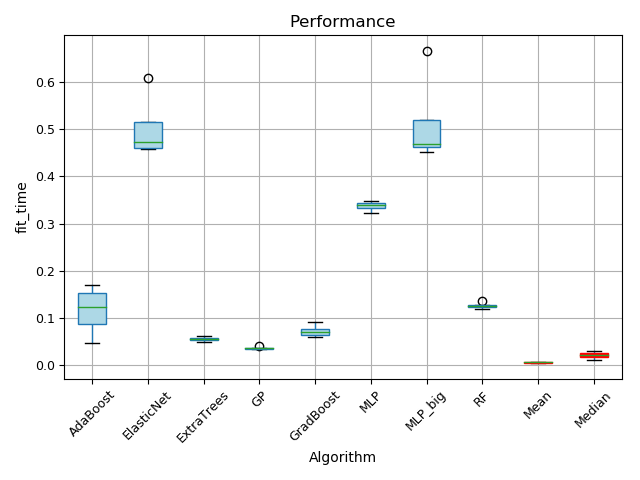 Performance
fit_time
0.6
0.5
0.4
0.3
0.2
0.1
0.0
AdaBoost
ElasticNet
ExtraTrees
GP
GradBoost
MLP
MLP_big
RF
Mean
Median
Algorithm